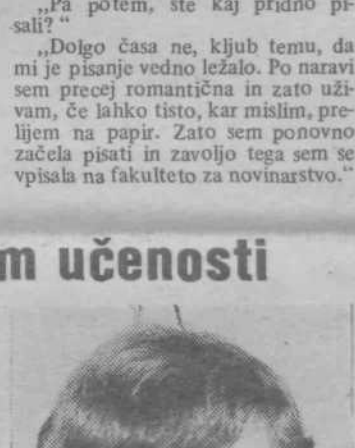 „Pa potem, ste kaj pridno pi-
sali?“
„Dolgo časa ne, kljub temu, da
mi je pisanje vedno ležalo. Po naravi
sem precej romantična in zato uži-
vam, če lahko tisto, kar mislim, pre-
lijem na papir. Zato sem ponovno
začela pisati in zavoljo tega sem se
vpisala na fakulteto za novinarstvo.“
m učenosti